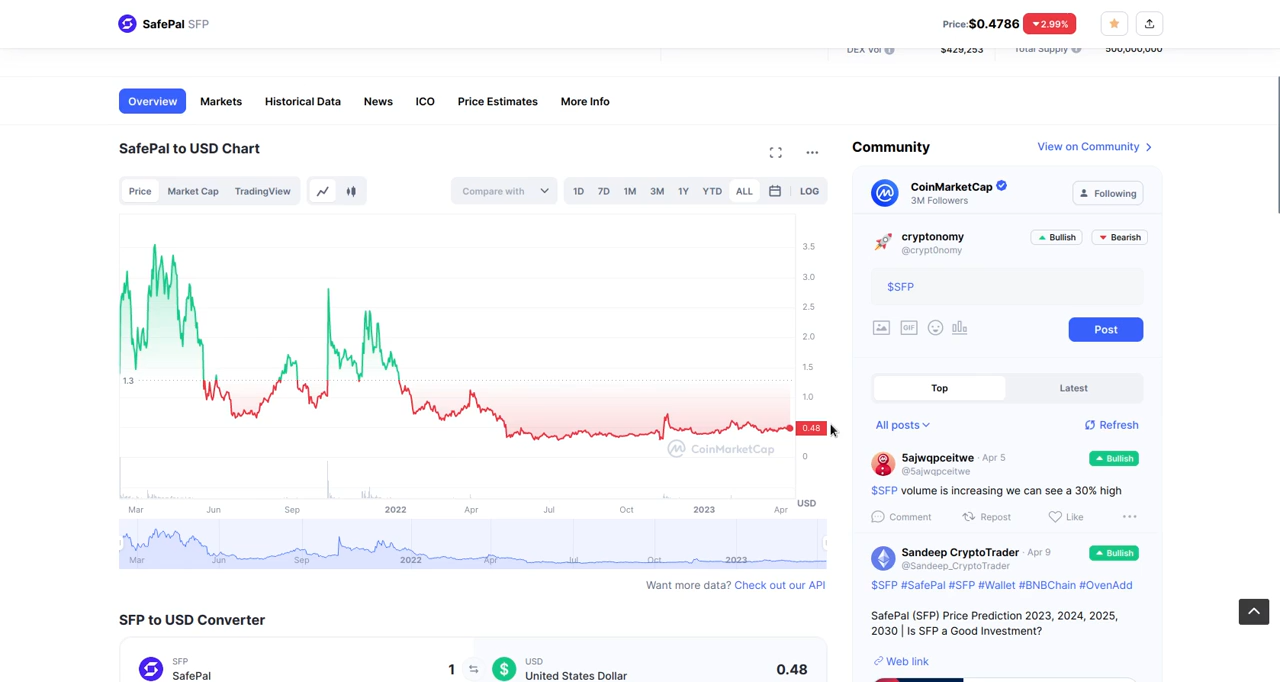 SafePal SFP
Price:$0.4786 2.99%
DEX Vol $429,253 Total Supply 500,000,000
Overview Markets Historical Data News ICO Price Estimates More Info
SafePal to USD Chart
Price Market Cap TradingView
Compare with
1D 7D 1M 3M 1Y YTD ALL LOG
3.5
3.0
2.5
2.0
1.5
1.3
1.0
0.48
0
CoinMarketCap
USD
Mar Jun Sep 2022 Apr Jul Oct 2023 Apr
Mar Jun Sep 2022 Apr Jul Oct 2023
Want more data? Check out our API
SFP to USD Converter
SFP
SafePal
1
USD
United States Dollar
0.48
Community
View on Community
CoinMarketCap
3M Followers
Following
cryptonomy
@crypt0nomy
Bullish Bearish
$SFP
GIF
Post
Top Latest
All posts
Refresh
5ajwqpceitwe · Apr 5
@5ajwqpceitwe
Bullish
$SFP volume is increasing we can see a 30% high
Comment Repost Like
Sandeep CryptoTrader · Apr 9
@Sandeep_CryptoTrader
Bullish
$SFP #SafePal #SFP #Wallet #BNBChain #OvenAdd
SafePal (SFP) Price Prediction 2023, 2024, 2025,
2030 | Is SFP a Good Investment?
Web link